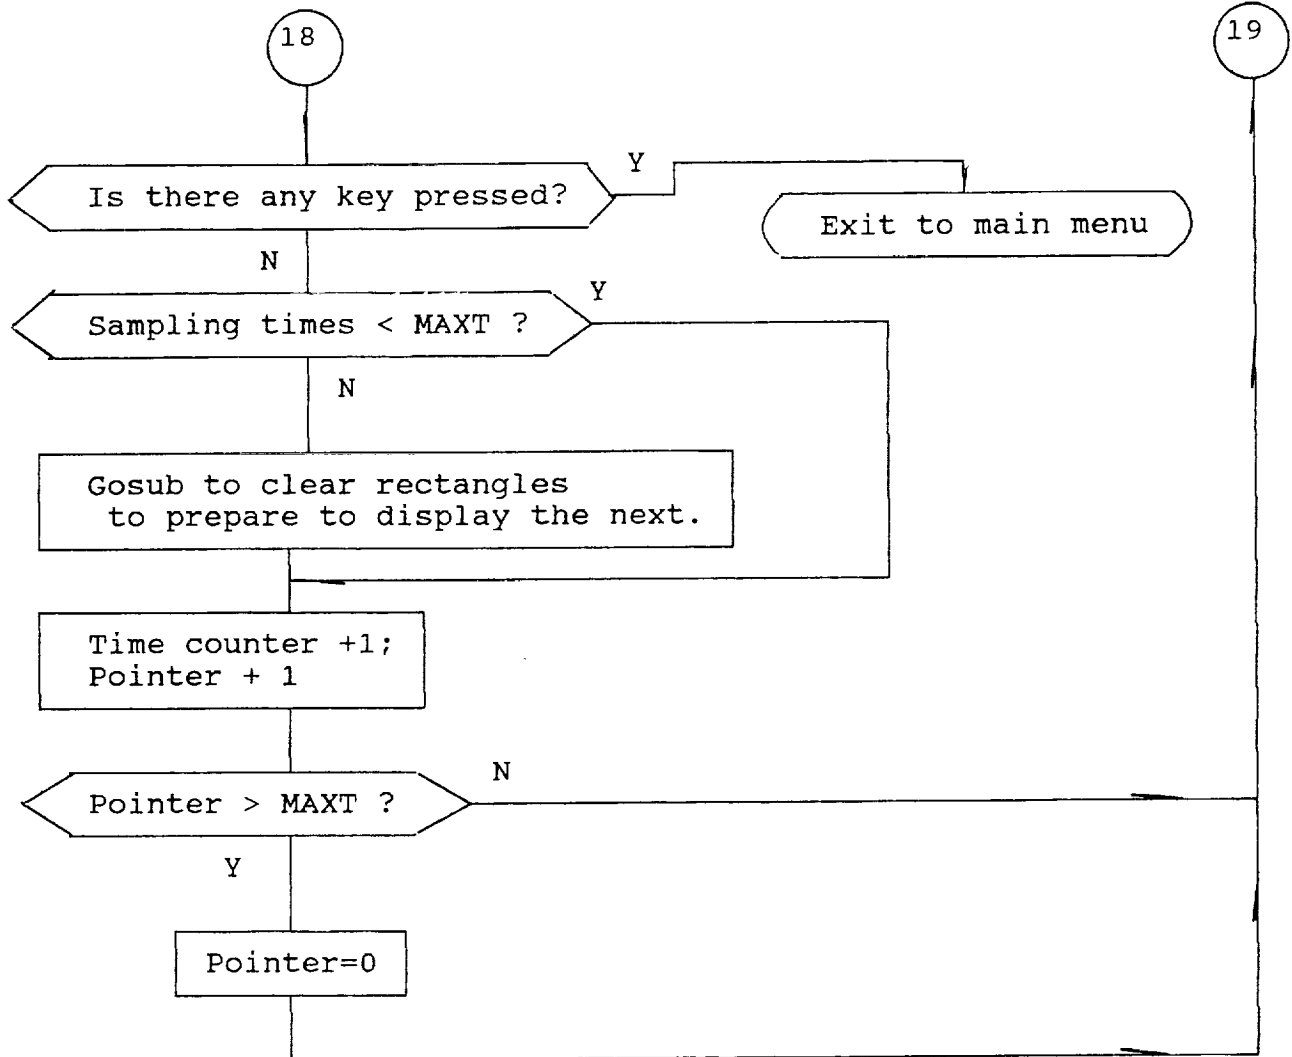 18
19
Y
Is there any key pressed?
Exit to main menu
N
Y
Sampling times < MAXT ?
N
Gosub to clear rectangles
to prepare to display the next.
Time counter +1;
Pointer + 1
N
Pointer > MAXT ?
Y
Pointer=0